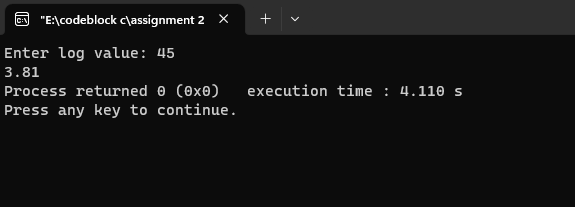 "E:\codeblock c\assignment 2
Enter log value: 45
3.81
Process returned 0 (0x0)   execution time : 4.110 s
Press any key to continue.